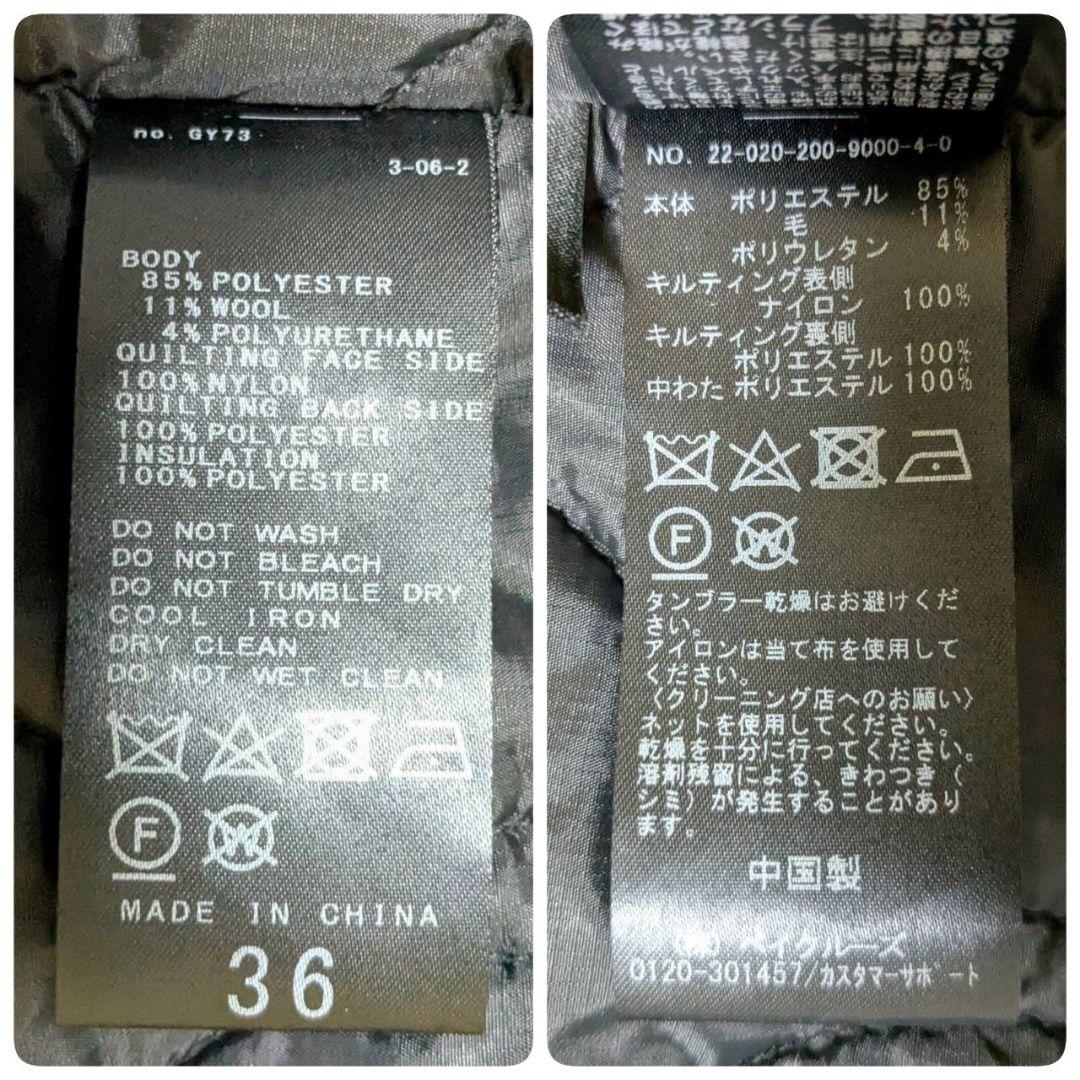 no. GY73
3-06-2
BODY
85% POLYESTER
11% WOOL
4% POLYURETHANE
QUILTING FACE SIDE
100% NYLON
QUILTING BACK SIDE
100% POLYESTER
INSULATION
100% POLYESTER
DO NOT WASH
DO NOT BLEACH
DO NOT TUMBLE DRY
COOL IRON
DRY CLEAN
DO NOT WET CLEAN
F W
MADE IN CHINA
36
NO. 22-020-200-9000-4-0
本体 ポリエステル 85%
毛 11%
ポリウレタン 4%
キルティング表側
ナイロン 100%
キルティング裏側
ポリエステル 100%
中わた ポリエステル 100%
F W
タンブラー乾燥はお避けくだ
さい。
アイロンは当て布を使用して
ください。
〈クリーニング店へのお願い〉
ネットを使用してください。
乾燥を十分に行ってください。
溶剤残留による、きわつき(
シミ)が発生することがあり
ます。
中国製
ベイクルーズ
0120-301457/カスタマーサポート